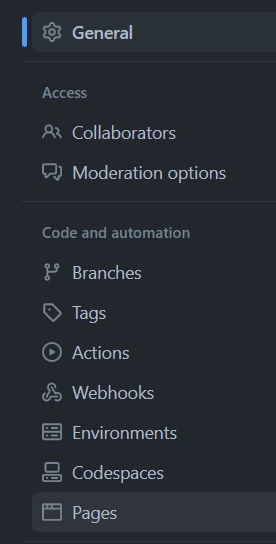 General
Access
Collaborators
Moderation options
Code and automation
Branches
Tags
Actions
Webhooks
Environments
Codespaces
Pages